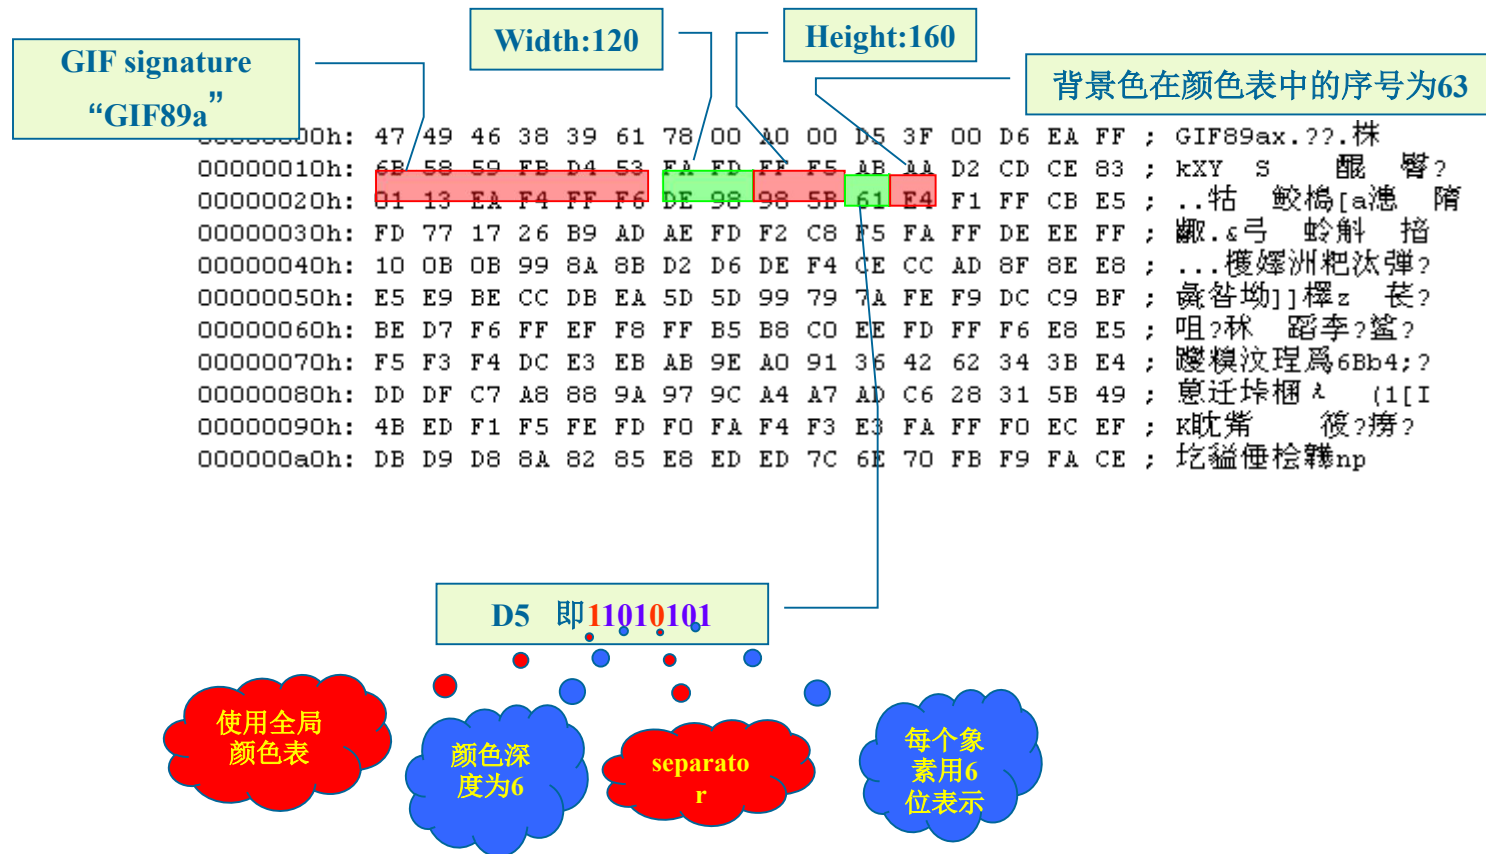 Width:120
Height:160
GIF signature
“GIF89a”
背景色在颜色表中的序号为63
00000000h: 47 49 46 38 39 61 78 00 A0 00 D5 3F 00 D6 EA FF ; GIF89ax.??.株
00000010h: 6B 58 59 FB D4 53 FA FD FF F5 AB AA D2 CD CE 83 ; kXY S 醌 臀?
00000020h: 01 13 EA F4 FF F6 DE 98 98 5B 61 E4 F1 FF CB E5 ; ..牯 鲛槝[a漶 隋
00000030h: FD 77 17 26 B9 AD AE FD F2 C8 F5 FA FF DE EE FF ;
00000040h: 10 0B 0B 99 8A 8B D2 D6 DE F4 CE CC AD 8F 8E E8 ;
00000050h: E5 E9 BE CC DB EA 5D 5D 99 79 7A FE F9 DC C9 BF ;
00000060h: BE D7 F6 FF EF F8 FF B5 B8 C0 EE FD FF F6 E8 E5 ;
00000070h: F5 F3 F4 DC E3 EB AB 9E A0 91 36 42 62 34 3B E4 ; 6Bb4;?
00000080h: DD DF C7 A8 88 9A 97 9C A4 A7 AD C6 28 31 5B 49 ; (1[I
00000090h: 4B ED F1 F5 FE FD F0 FA F4 F3 E3 FA FF F0 EC EF ;
000000a0h: DB D9 D8 8A 82 85 E8 ED ED 7C 6E 70 FB F9 FA CE ; np
D5 即11010101
使用全局
颜色表
颜色深
度为6
separato
r
每个象
素用6
位表示